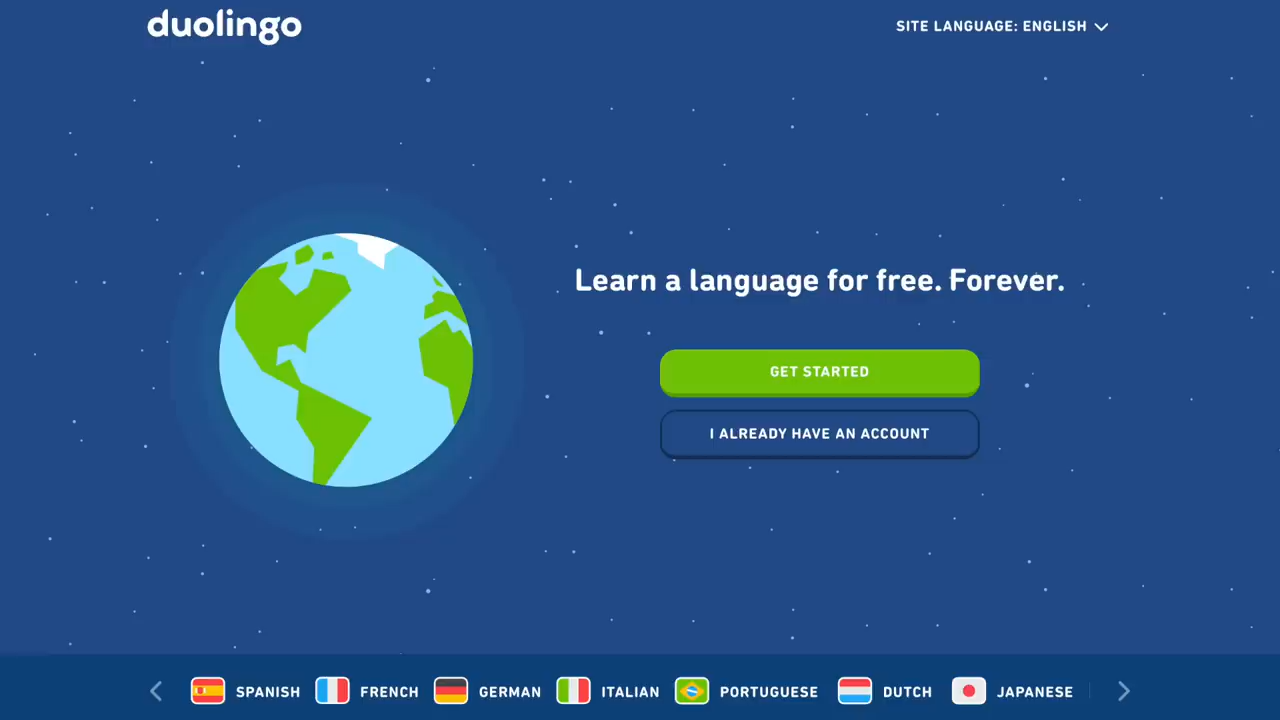 duolingo
SITE LANGUAGE: ENGLISH
Learn a language for free. Forever.
GET STARTED
I ALREADY HAVE AN ACCOUNT
SPANISH FRENCH GERMAN ITALIAN PORTUGUESE DUTCH JAPANESE